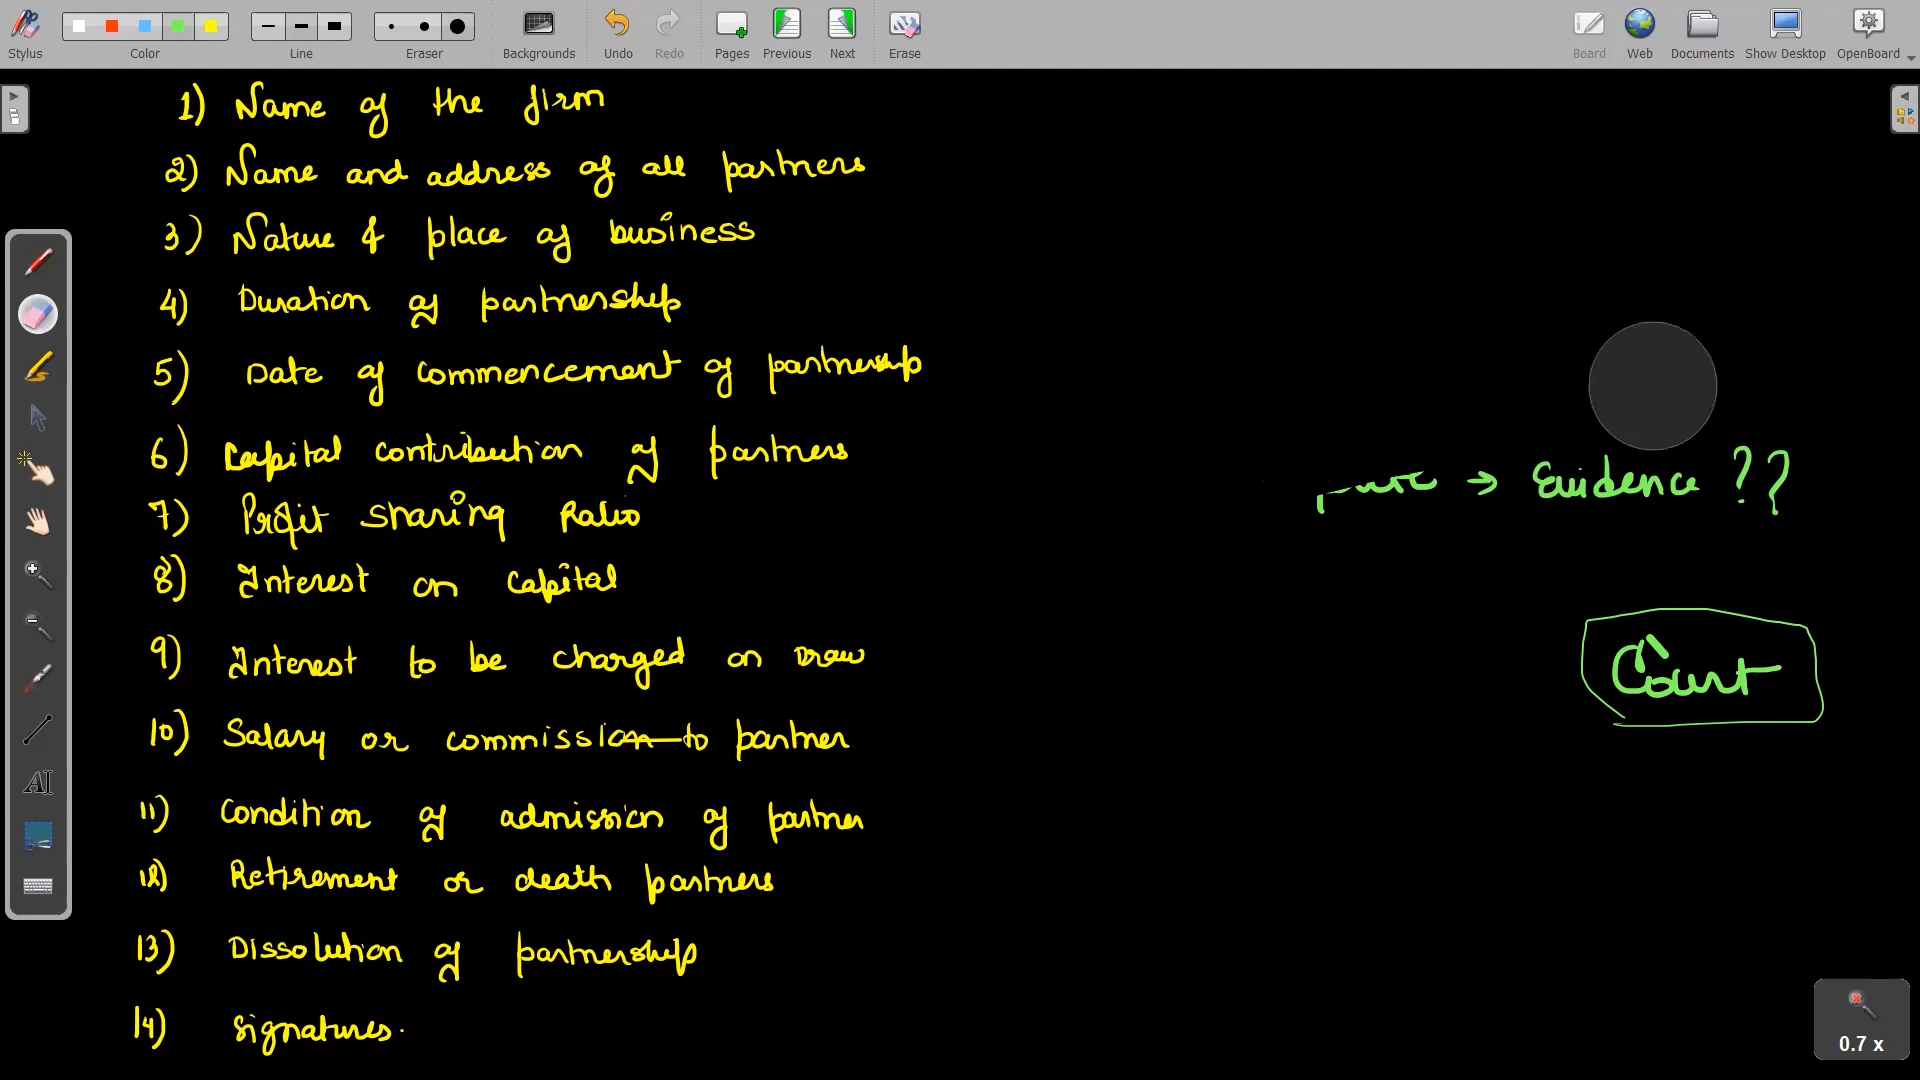 Stylus Color Line Eraser Backgrounds Undo Redo Pages Previous Next Erase Board Web Documents Show Desktop OpenBoard
1) Name of the firm
2) Name and address of all partners
3) Nature & place of business
4) Duration of partnership
5) Date of commencement of partnership
6) Capital contribution of partners
→ Evidence ??
7) Profit sharing Ratio
8) Interest on capital
9) Interest to be charged on Draw
Court
10) Salary or commission to partner
11) Condition of admission of partner
12) Retirement or death partners
13) Dissolution of partnership
14) Signatures.
AI
0.7 x